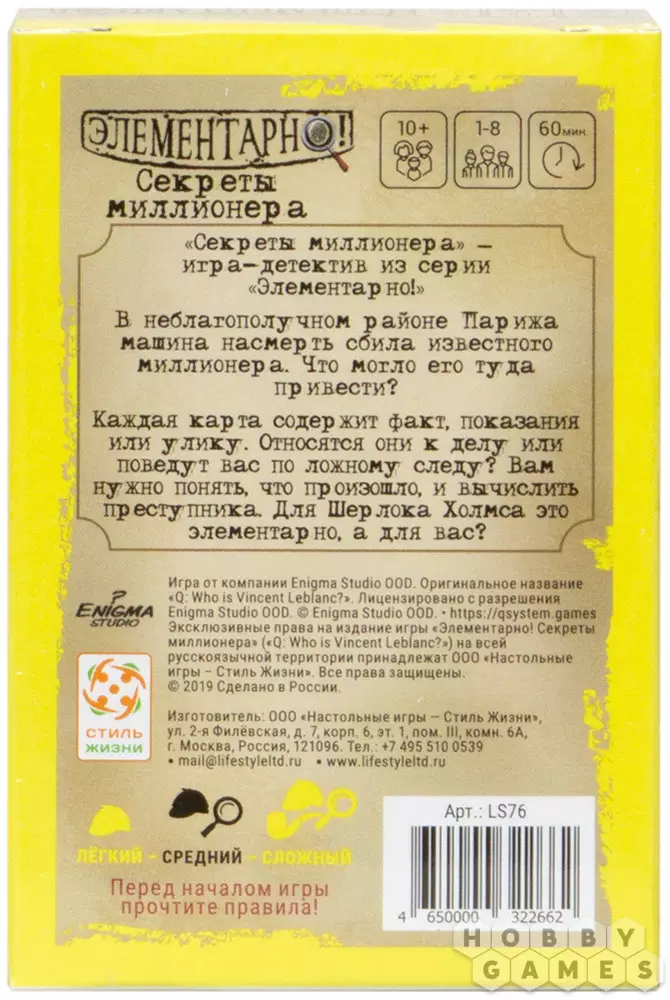 ЭЛЕМЕНТАРНО!
Секреты
миллионера
10+
1-8
60мин.
«Секреты миллионера» –
игра-детектив из серии
«Элементарно!»
В неблагополучном районе Парижа
машина насмерть сбила известного
миллионера. Что могло его туда
привести?
Каждая карта содержит факт, показания
или улику. Относятся они к делу или
поведут вас по ложному следу? Вам
нужно понять, что произошло, и вычислить
преступника. Для Шерлока Холмса это
элементарно, а для вас?
Игра от компании Enigma Studio OOD. Оригинальное название
«Q: Who is Vincent Leblanc?». Лицензировано с разрешения
Enigma Studio OOD. © Enigma Studio OOD. • https://qsystem.games
Эксклюзивные права на издание игры «Элементарно! Секреты
миллионера» («Q: Who is Vincent Leblanc?») на всей
русскоязычной территории принадлежат ООО «Настольные
игры – Стиль Жизни». Все права защищены.
© 2019 Сделано в России.
ENIGMA
STUDIO
СТИЛЬ
ЖИЗНИ
Изготовитель: ООО «Настольные игры – Стиль Жизни»,
ул. 2-я Филёвская, д. 7, корп. 6, эт. 1, пом. III, комн. 6А,
г. Москва, Россия, 121096. Тел.: +7 495 510 0539
• mail@lifestyleltd.ru • www.lifestyleltd.ru
ЛЁГКИЙ - СРЕДНИЙ - СЛОЖНЫЙ
Перед началом игры
прочтите правила!
Арт.: LS76
4 650000 322662
HOBBY
GAMES